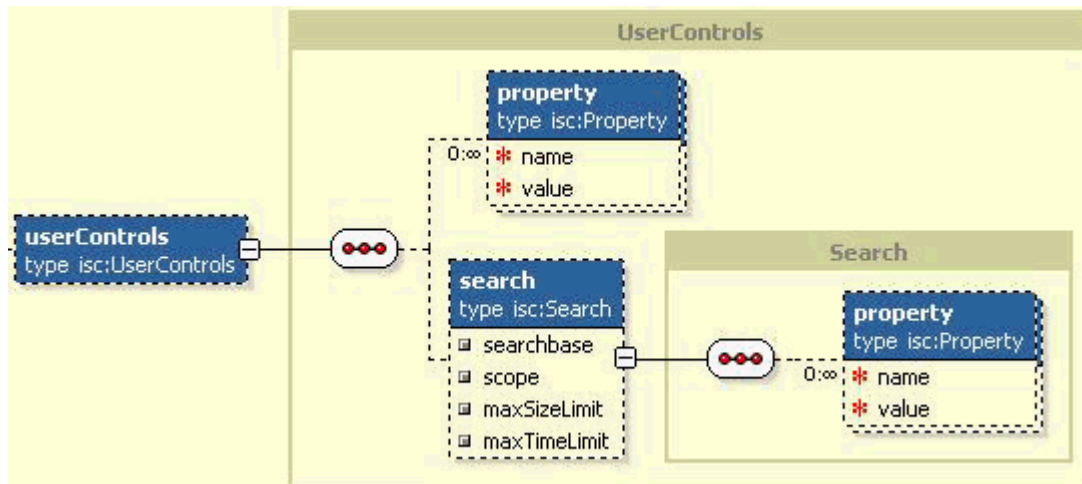 UserControls
property
type isc:Property
0:∞
* name
* value
userControls
type isc:UserControls
search
type isc:Search
searchbase
scope
maxSizeLimit
maxTimeLimit
Search
property
type isc:Property
0:∞
* name
* value